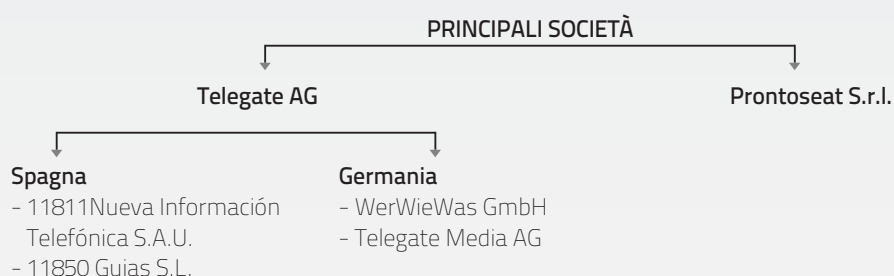 PRINCIPALI SOCIETÀ
Telegate AG
Prontoseat S.r.l.
Spagna
- 11811Nueva Información
Telefónica S.A.U.
- 11850 Guias S.L.
Germania
- WerWieWas GmbH
- Telegate Media AG